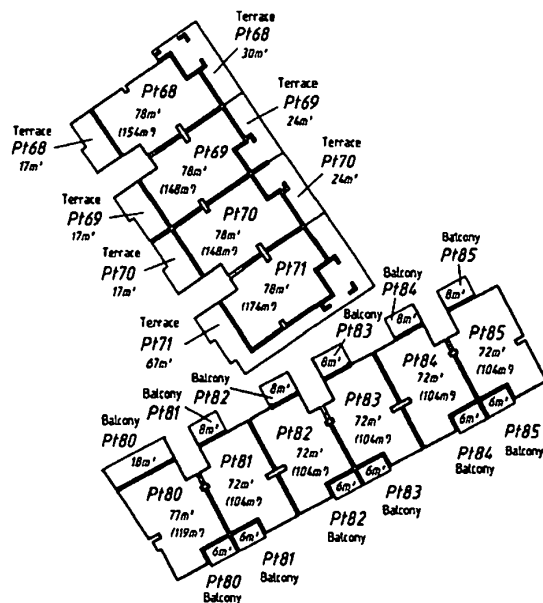 Terrace
Pt68
30m²
Terrace
Pt69
24m²
Terrace
Pt70
24m²
Pt68
78m²
(154m²)
Terrace
Pt68
17m²
Pt69
78m²
(148m²)
Terrace
Pt69
17m²
Pt70
78m²
(148m²)
Terrace
Pt70
17m²
Pt71
78m²
(174m²)
Terrace
Pt71
67m²
Balcony
Pt85
8m²
Balcony
Pt84
8m²
Balcony
Pt83
8m²
Balcony
Pt82
8m²
Balcony
Pt81
8m²
Balcony
Pt80
18m²
Pt85
72m²
(104m²)
Pt84
72m²
(104m²)
Pt83
72m²
(104m²)
Pt82
72m²
(104m²)
Pt81
72m²
(104m²)
Pt80
77m²
(119m²)
6m²
6m²
Pt84
Balcony
Pt85
Balcony
6m²
6m²
Pt82
Balcony
Pt83
Balcony
6m²
6m²
Pt80
Balcony
Pt81
Balcony